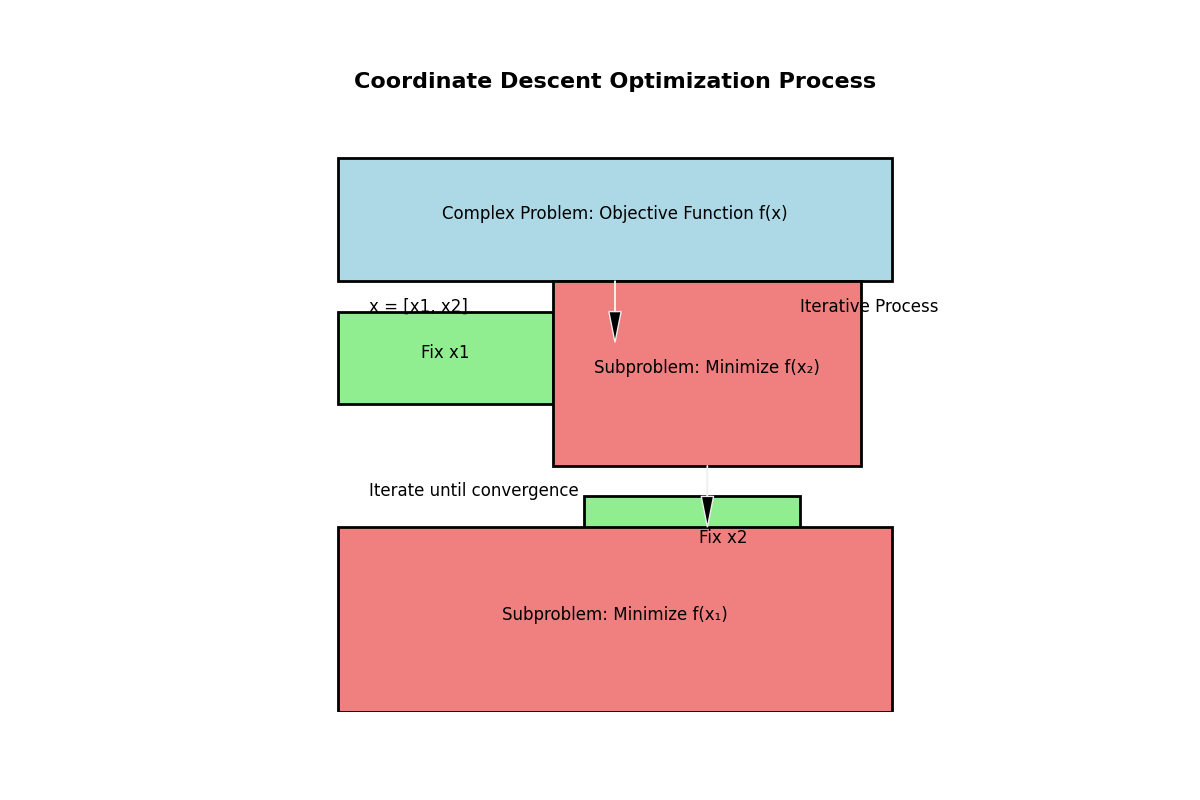 Coordinate Descent Optimization Process
Complex Problem: Objective Function f(x)
x = [x1, x2]
Iterative Process
Fix x1
Subproblem: Minimize f(x₂)
Iterate until convergence
Fix x2
Subproblem: Minimize f(x₁)